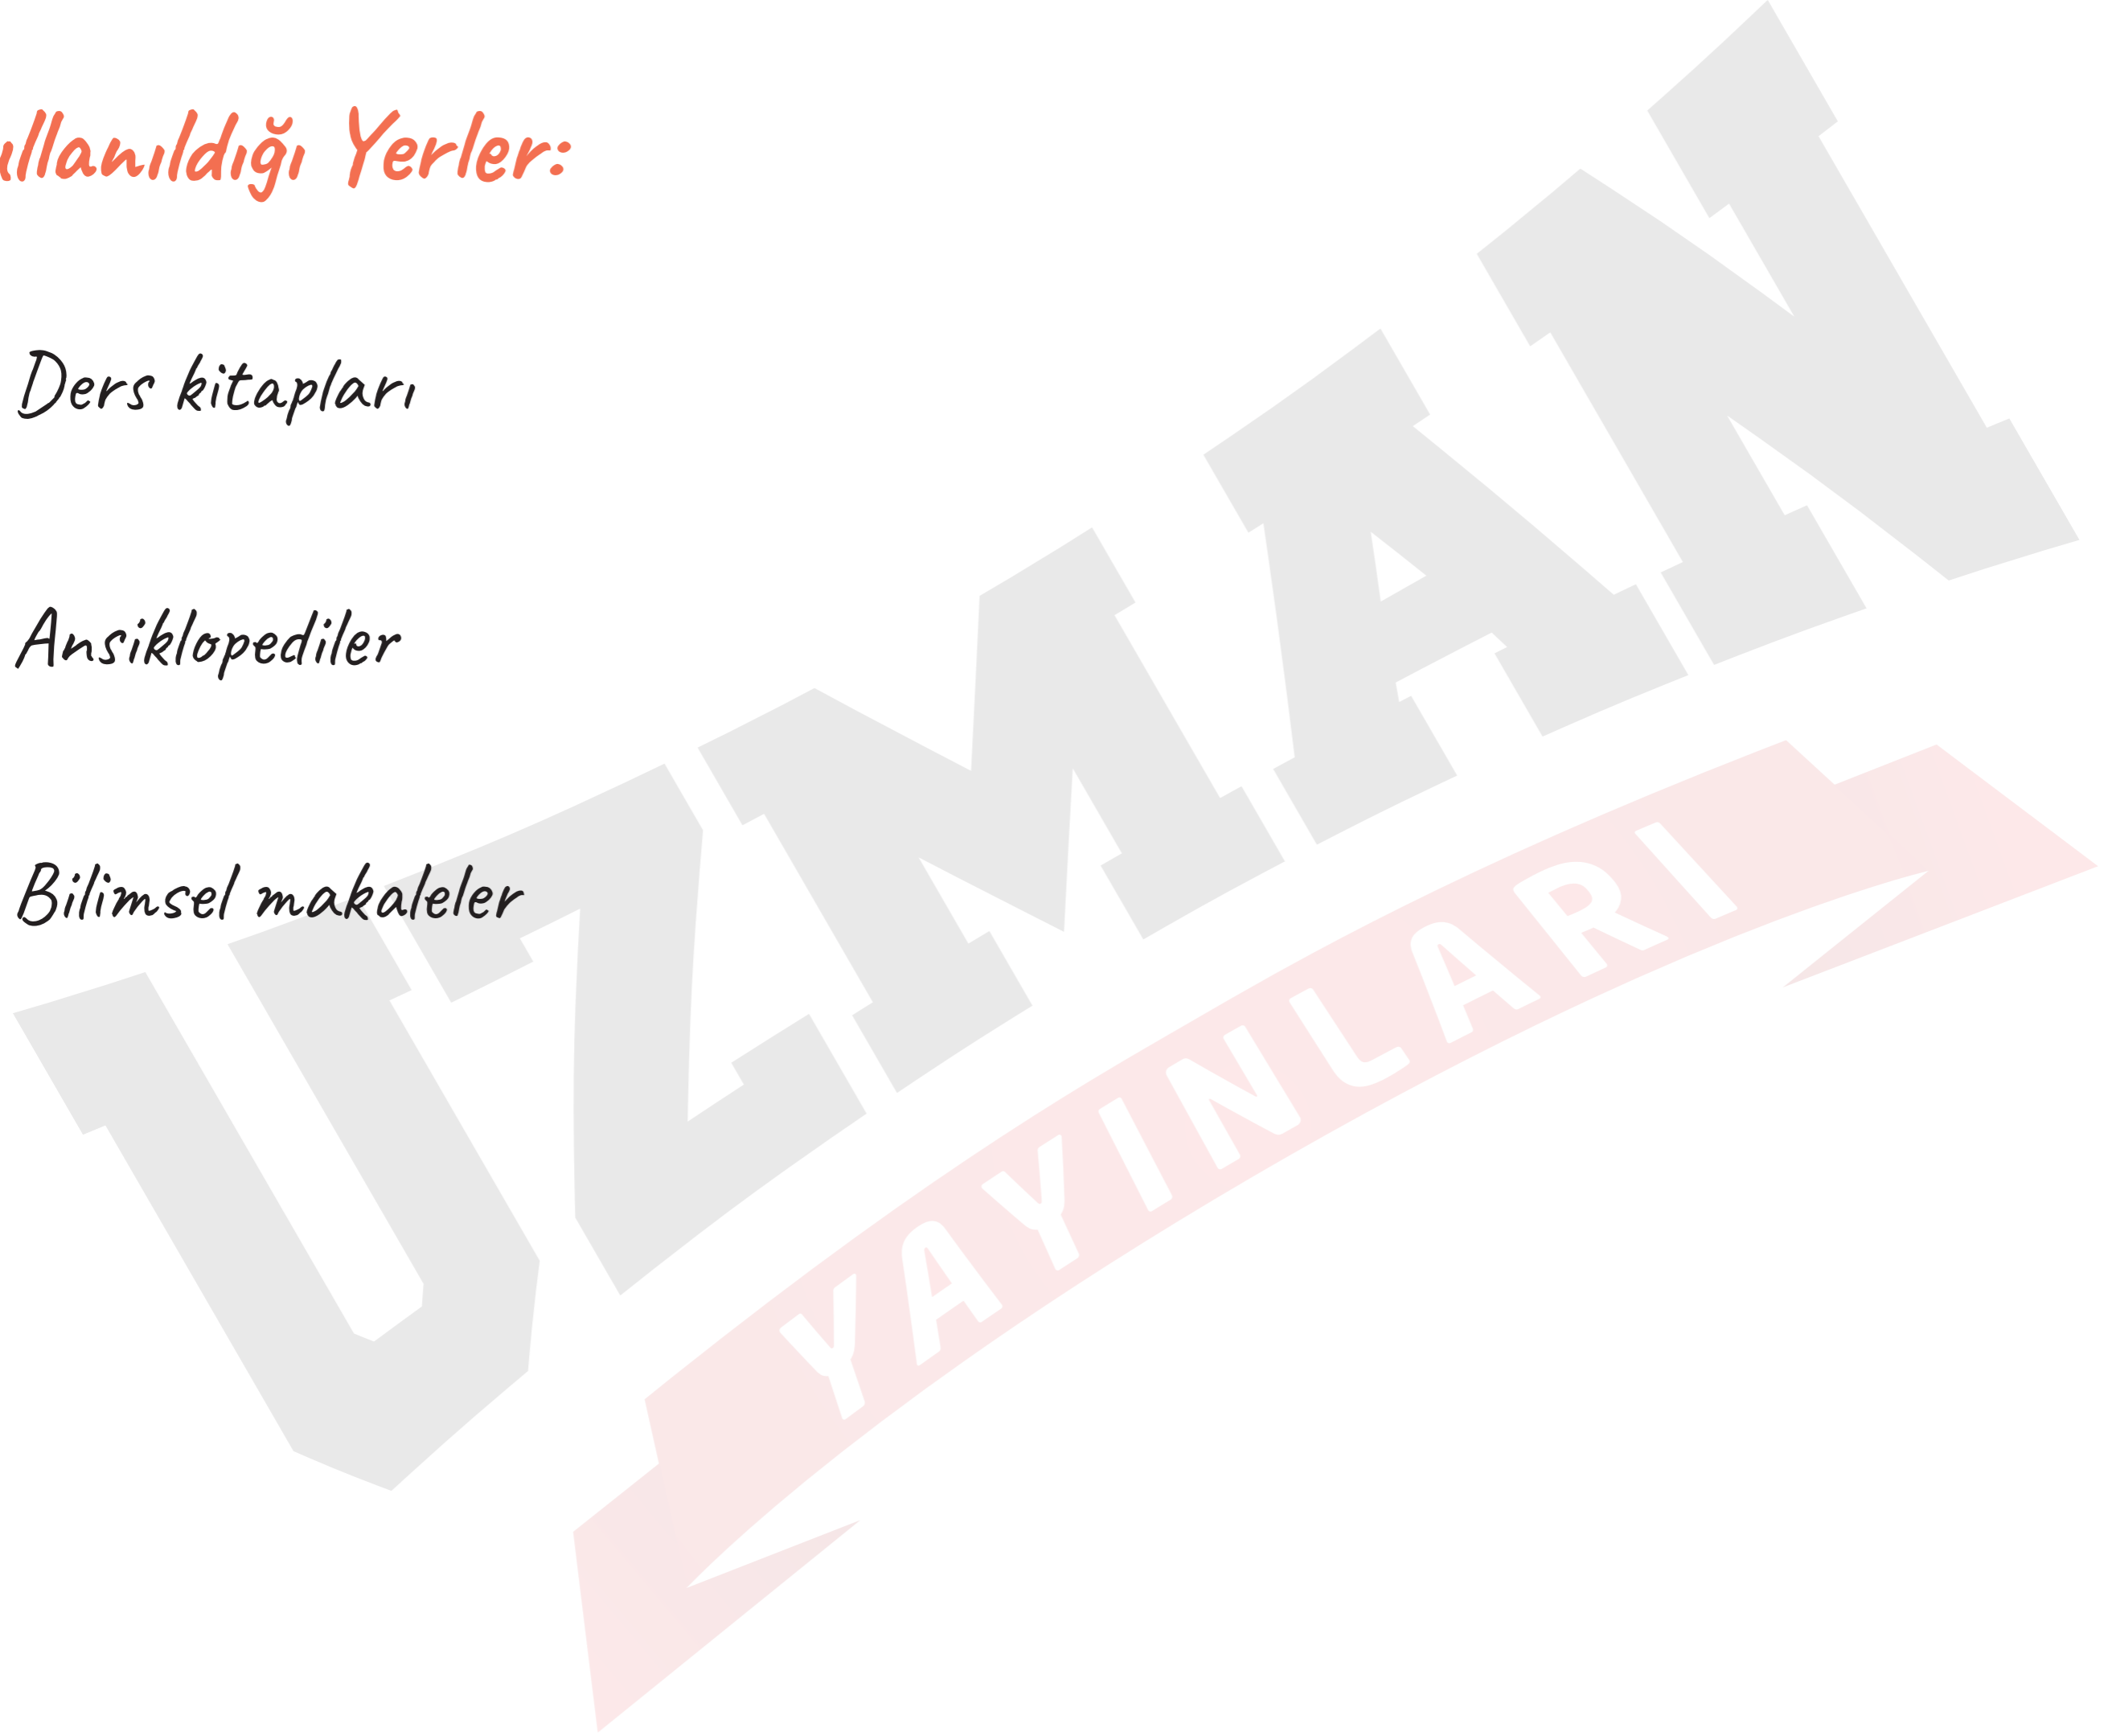 llanıldığı Yerler:
Ders kitapları
Ansiklopediler
Bilimsel makaleler
UZMAN
YAYINLARI